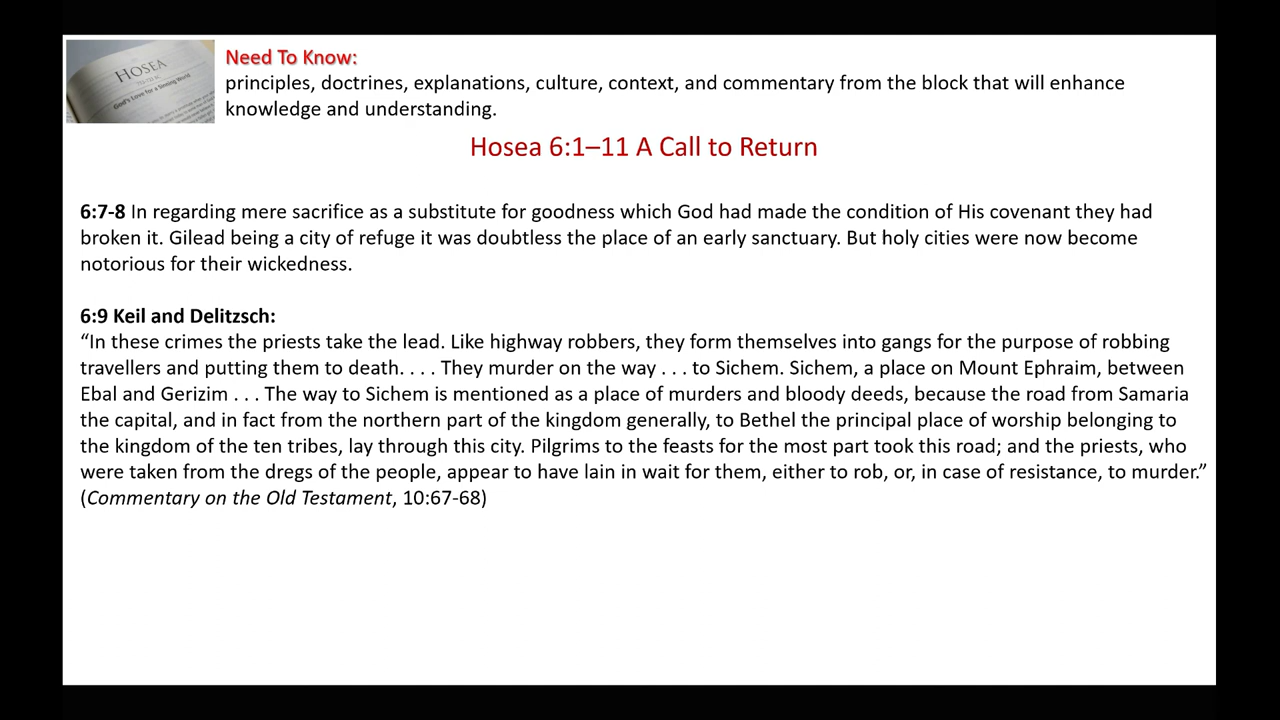 HOSEA
God's Love for a Sinning World
Need To Know:
principles, doctrines, explanations, culture, context, and commentary from the block that will enhance
knowledge and understanding.
Hosea 6:1–11 A Call to Return
6:7-8 In regarding mere sacrifice as a substitute for goodness which God had made the condition of His covenant they had
broken it. Gilead being a city of refuge it was doubtless the place of an early sanctuary. But holy cities were now become
notorious for their wickedness.
6:9 Keil and Delitzsch:
“In these crimes the priests take the lead. Like highway robbers, they form themselves into gangs for the purpose of robbing
travellers and putting them to death. . . . They murder on the way . . . to Sichem. Sichem, a place on Mount Ephraim, between
Ebal and Gerizim . . . The way to Sichem is mentioned as a place of murders and bloody deeds, because the road from Samaria
the capital, and in fact from the northern part of the kingdom generally, to Bethel the principal place of worship belonging to
the kingdom of the ten tribes, lay through this city. Pilgrims to the feasts for the most part took this road; and the priests, who
were taken from the dregs of the people, appear to have lain in wait for them, either to rob, or, in case of resistance, to murder.”
(Commentary on the Old Testament, 10:67-68)